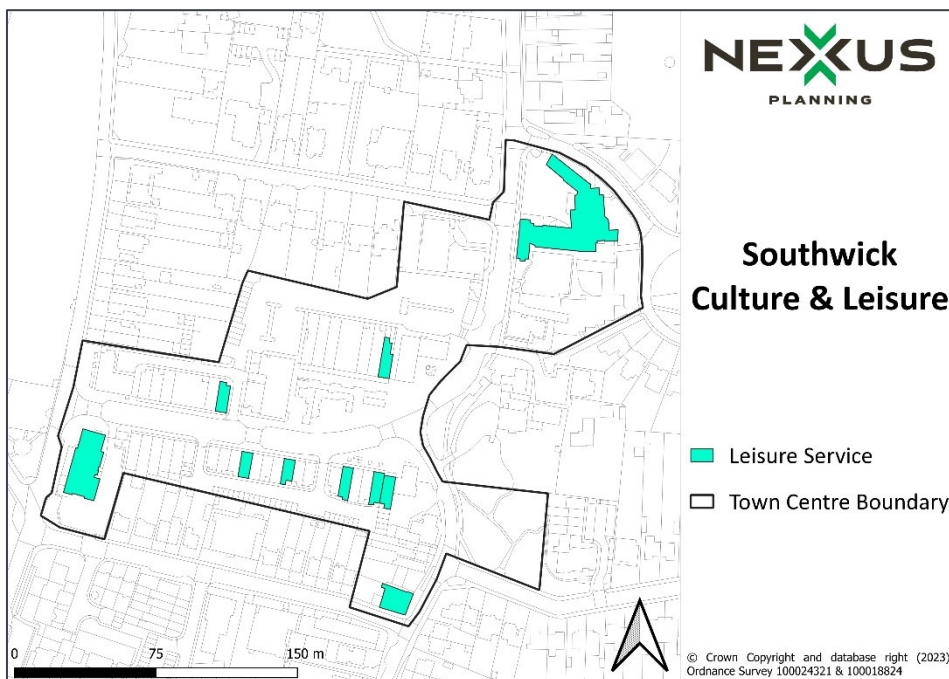 NEXUS
PLANNING
Southwick
Culture & Leisure
Leisure Service
Town Centre Boundary
0 75 150 m
© Crown Copyright and database right (2023)
Ordnance Survey 100024321 & 100018824